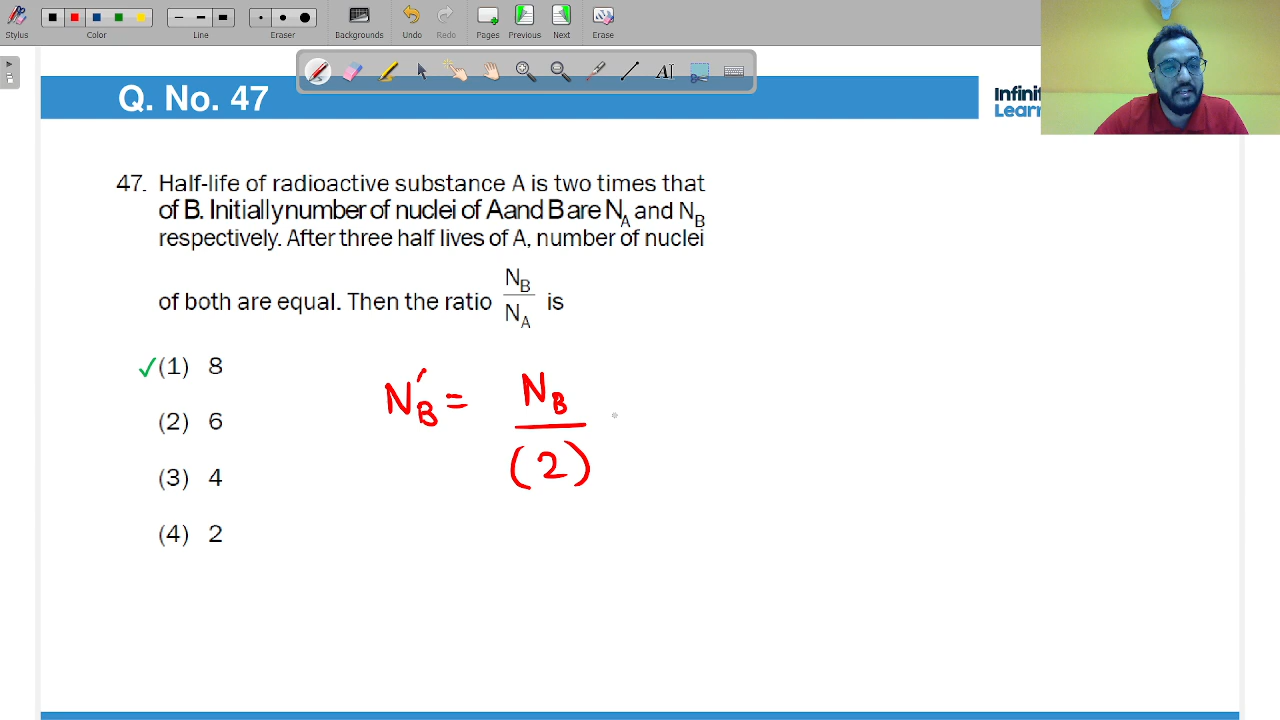 Stylus
Color
Line
Eraser
Backgrounds
Undo
Redo
Pages
Previous
Next
Erase
Q. No. 47
Infinit
Learn
47. Half-life of radioactive substance A is two times that
of B. Initially number of nuclei of A and B are N_A and N_B
respectively. After three half lives of A, number of nuclei
of both are equal. Then the ratio N_B/N_A is
✓(1) 8
(2) 6
(3) 4
(4) 2
N'_B = N_B/(2)